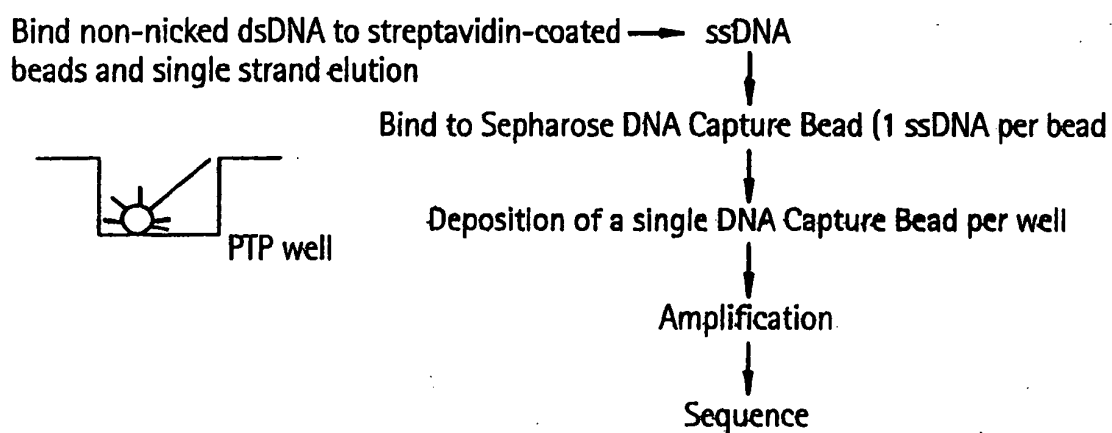 Bind non-nicked dsDNA to streptavidin-coated → ssDNA
beads and single strand elution
Bind to Sepharose DNA Capture Bead (1 ssDNA per bead
Deposition of a single DNA Capture Bead per well
PTP well
Amplification
Sequence